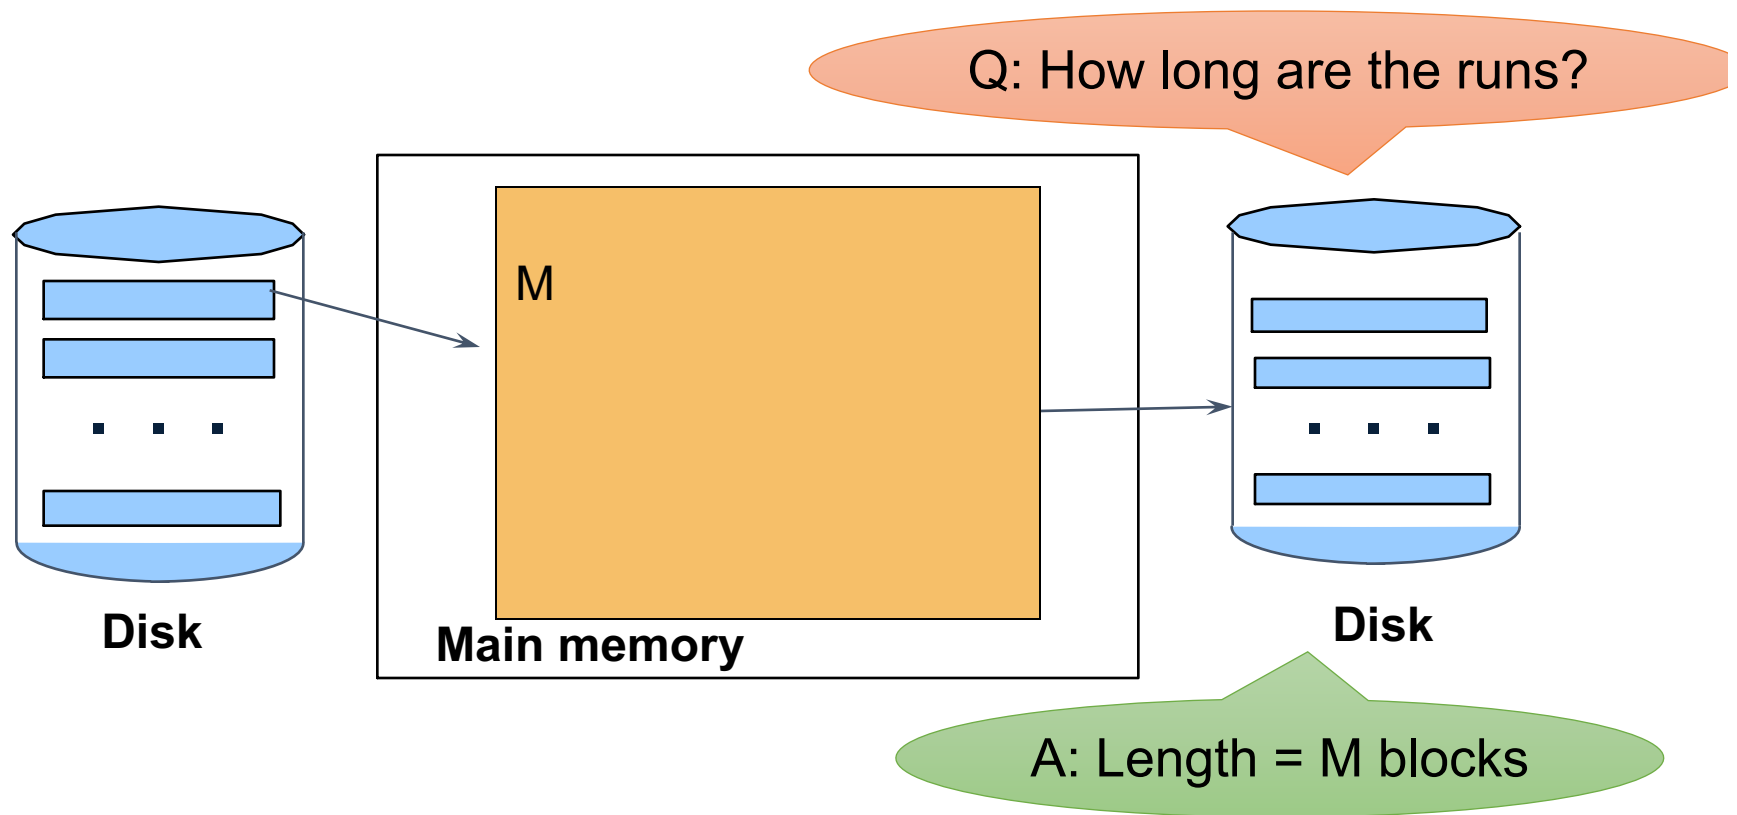 Q: How long are the runs?
M
Disk
Main memory
Disk
A: Length = M blocks